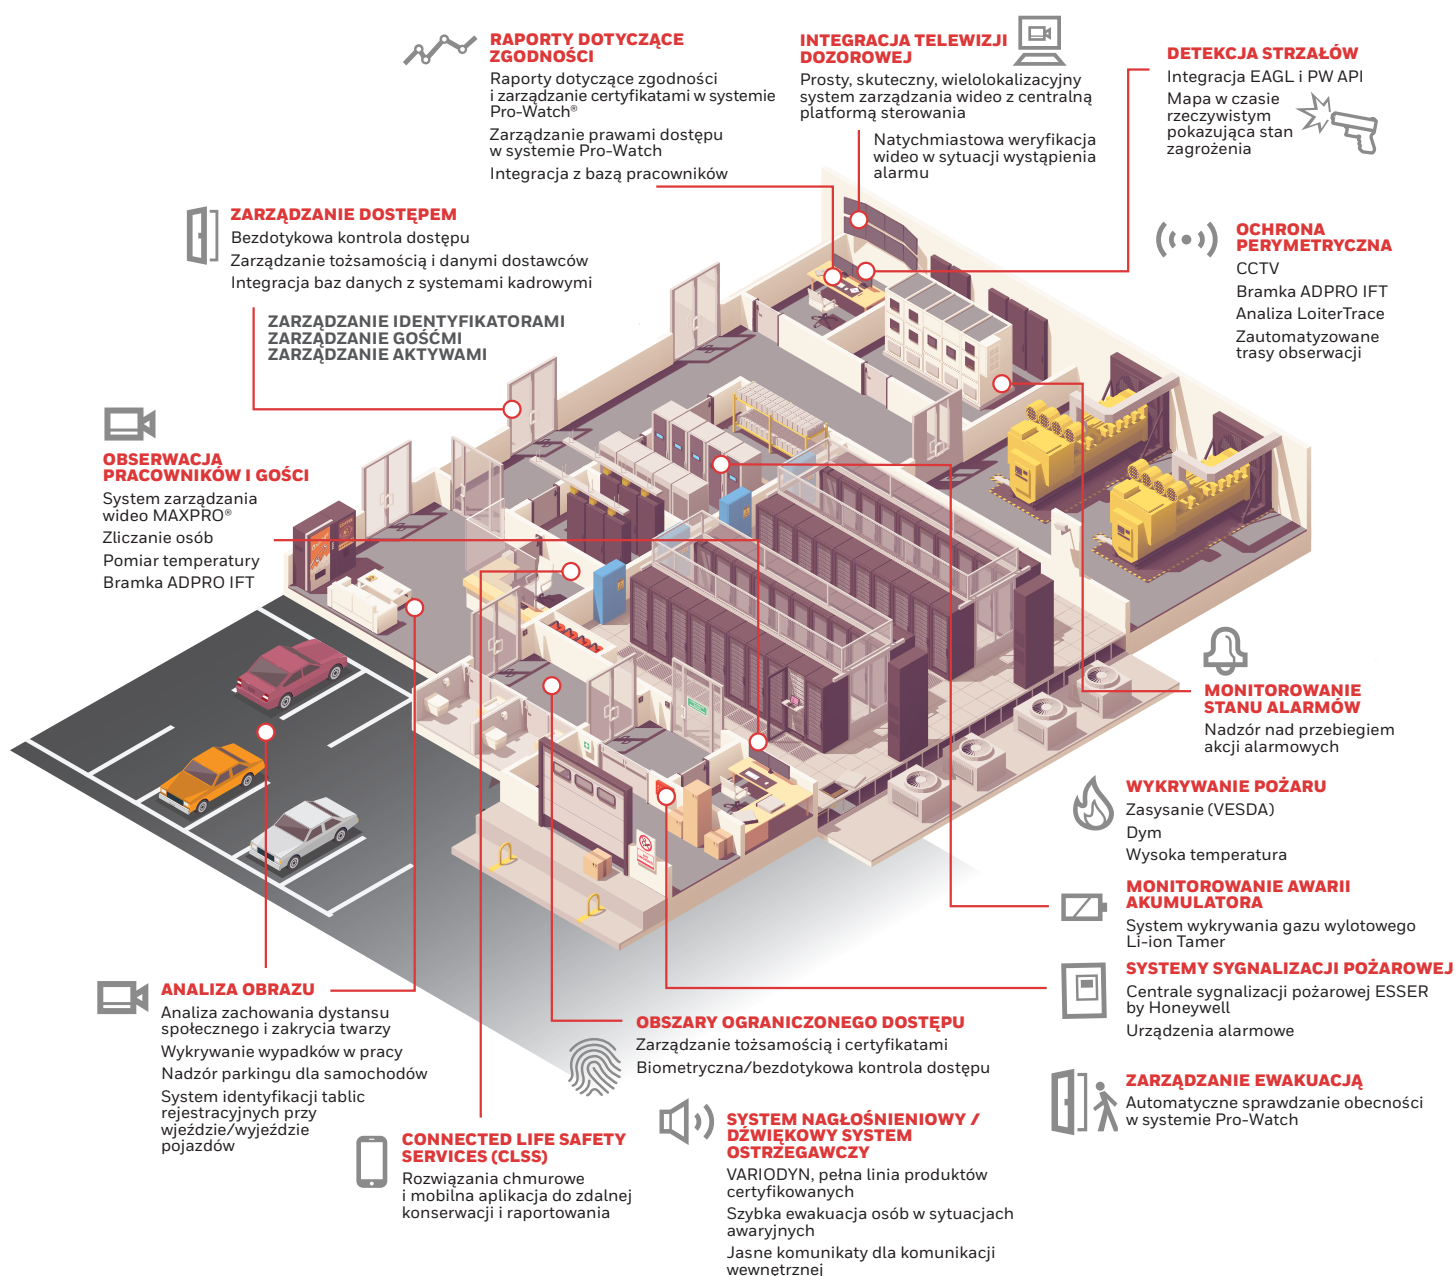 RAPORTY DOTYCZĄCE
ZGODNOŚCI
Raporty dotyczące zgodności
i zarządzanie certyfikatami w systemie
Pro-Watch®
Zarządzanie prawami dostępu
w systemie Pro-Watch
Integracja z bazą pracowników
INTEGRACJA TELEWIZJI
DOZOROWEJ
Prosty, skuteczny, wielolokalizacyjny
system zarządzania wideo z centralną
platformą sterowania
Natychmiastowa weryfikacja
wideo w sytuacji wystąpienia
alarmu
DETEKCJA STRZAŁÓW
Integracja EAGL i PW API
Mapa w czasie
rzeczywistym
pokazująca stan
zagrożenia
ZARZĄDZANIE DOSTĘPEM
Bezdotykowa kontrola dostępu
Zarządzanie tożsamością i danymi dostawców
Integracja baz danych z systemami kadrowymi
ZARZĄDZANIE IDENTYFIKATORAMI
ZARZĄDZANIE GOŚĆMI
ZARZĄDZANIE AKTYWAMI
OCHRONA
PERYMETRYCZNA
CCTV
Bramka ADPRO IFT
Analiza LoiterTrace
Zautomatyzowane
trasy obserwacji
OBSERWACJA
PRACOWNIKÓW I GOŚCI
System zarządzania
wideo MAXPRO®
Zliczanie osób
Pomiar temperatury
Bramka ADPRO IFT
MONITOROWANIE
STANU ALARMÓW
Nadzór nad przebiegiem
akcji alarmowych
WYKRYWANIE POŻARU
Zasysanie (VESDA)
Dym
Wysoka temperatura
MONITOROWANIE AWARII
AKUMULATORA
System wykrywania gazu wylotowego
Li-ion Tamer
SYSTEMY SYGNALIZACJI POŻAROWEJ
Centrale sygnalizacji pożarowej ESSER
by Honeywell
Urządzenia alarmowe
ZARZĄDZANIE EWAKUACJĄ
Automatyczne sprawdzanie obecności
w systemie Pro-Watch
ANALIZA OBRAZU
Analiza zachowania dystansu
społecznego i zakrycia twarzy
Wykrywanie wypadków w pracy
Nadzór parkingu dla samochodów
System identyfikacji tablic
rejestracyjnych przy
wjeździe/wyjeździe
pojazdów
OBSZARY OGRANICZONEGO DOSTĘPU
Zarządzanie tożsamością i certyfikatami
Biometryczna/bezdotykowa kontrola dostępu
CONNECTED LIFE SAFETY
SERVICES (CLSS)
Rozwiązania chmurowe
i mobilna aplikacja do zdalnej
konserwacji i raportowania
SYSTEM NAGŁOŚNIENIOWY /
DŹWIĘKOWY SYSTEM
OSTRZEGAWCZY
VARIODYN, pełna linia produktów
certyfikowanych
Szybka ewakuacja osób w sytuacjach
awaryjnych
Jasne komunikaty dla komunikacji
wewnętrznej